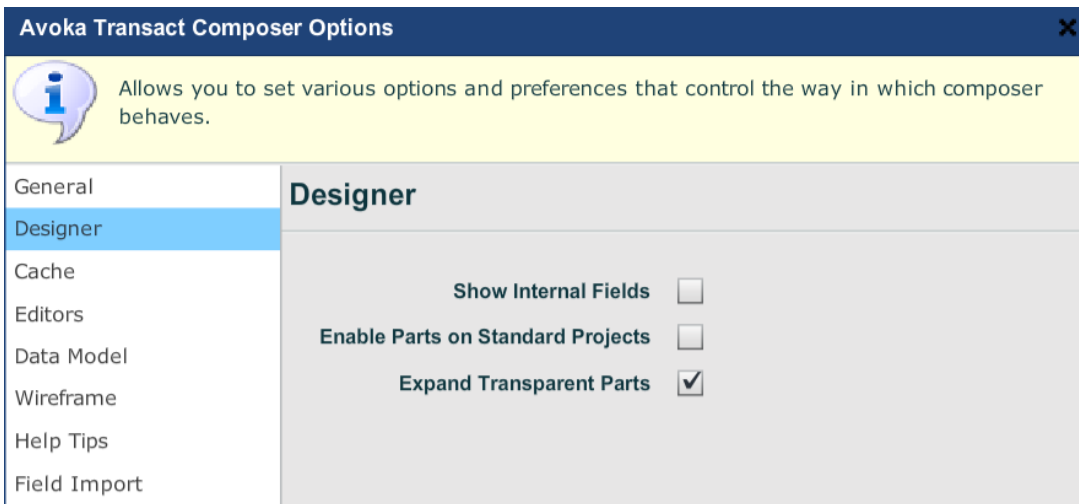 Avoka Transact Composer Options
Allows you to set various options and preferences that control the way in which composer
behaves.
General
Designer
Cache
Editors
Data Model
Wireframe
Help Tips
Field Import
Designer
Show Internal Fields
Enable Parts on Standard Projects
Expand Transparent Parts